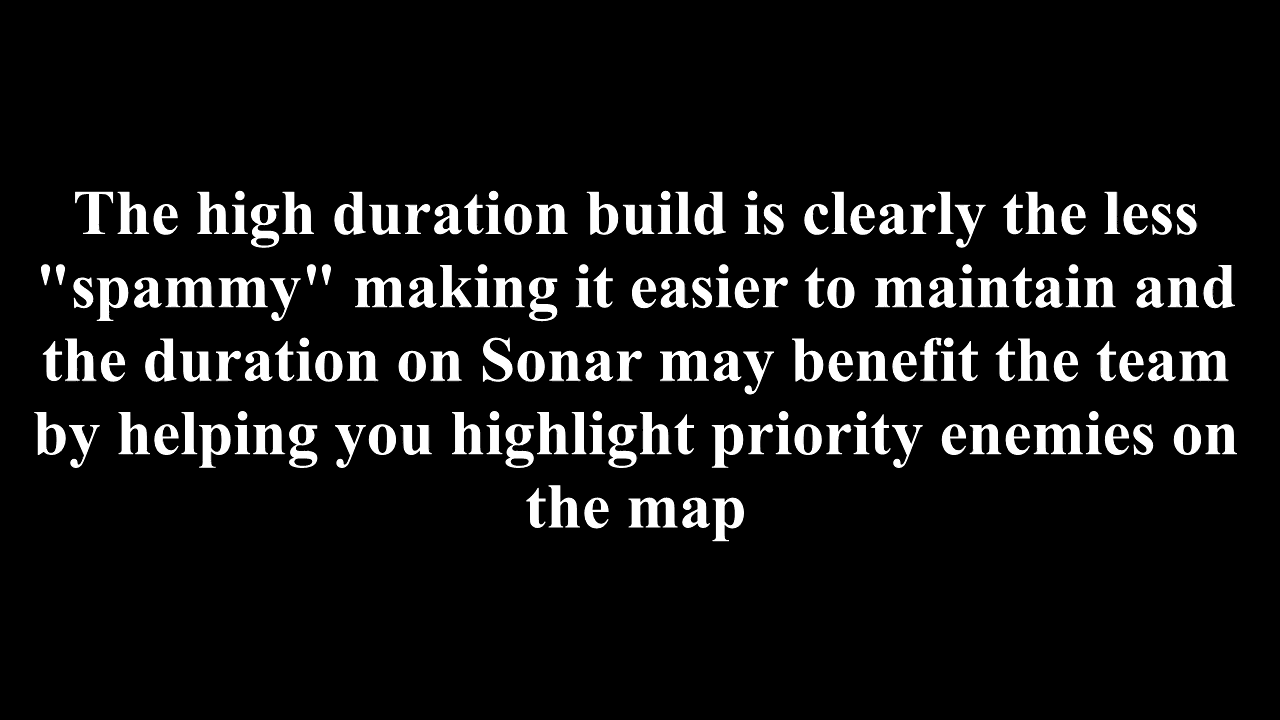 The high duration build is clearly the less
"spammy" making it easier to maintain and
the duration on Sonar may benefit the team
by helping you highlight priority enemies on
the map